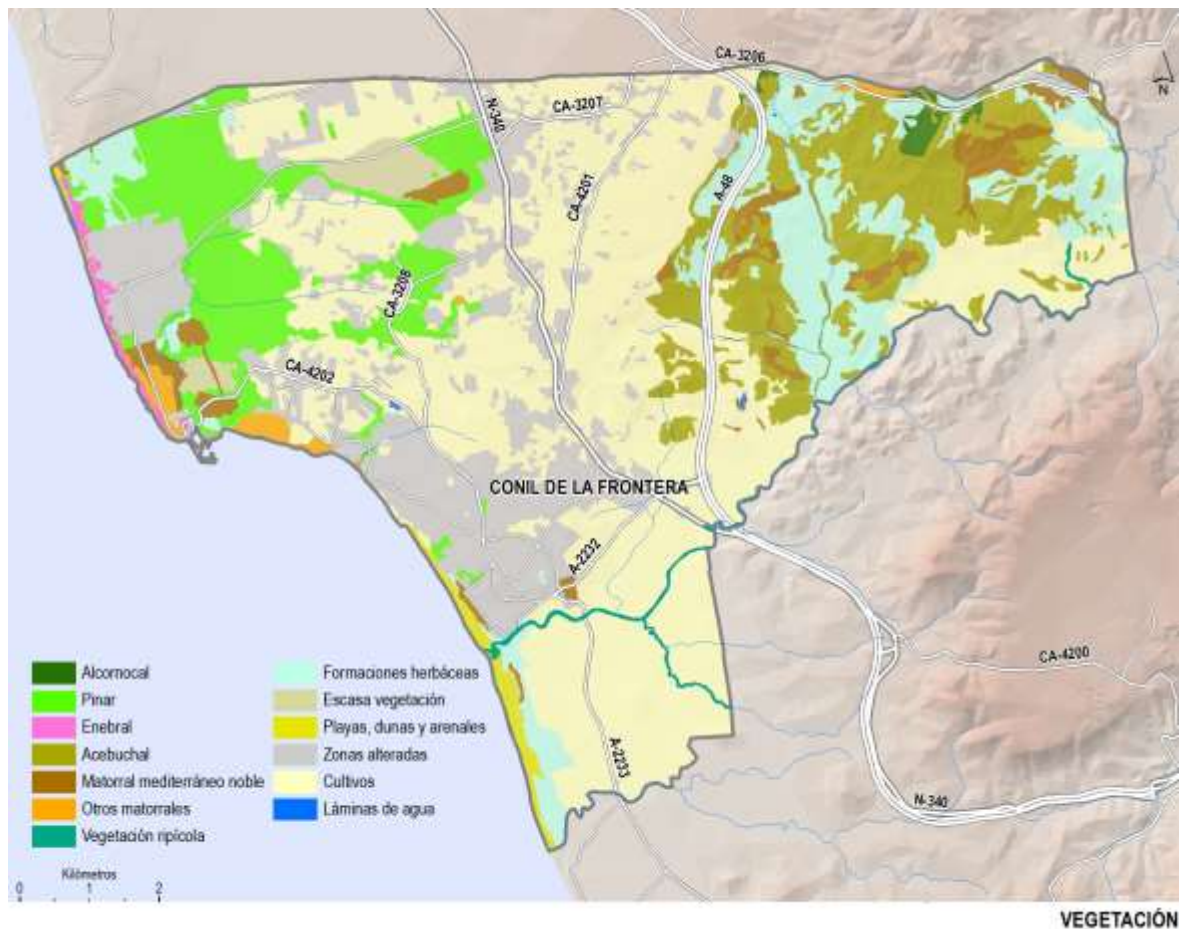 CA-3206
N
N-340
CA-3207
CA-4201
A-48
CA-3208
CA-4202
CONIL DE LA FRONTERA
A-2232
CA-4200
A-2233
N-340
Alcornocal
Pinar
Enebral
Acebuchal
Matorral mediterráneo noble
Otros matorrales
Vegetación ripícola
Formaciones herbáceas
Escasa vegetación
Playas, dunas y arenales
Zonas alteradas
Cultivos
Láminas de agua
Kilómetros
0 1 2
VEGETACIÓN